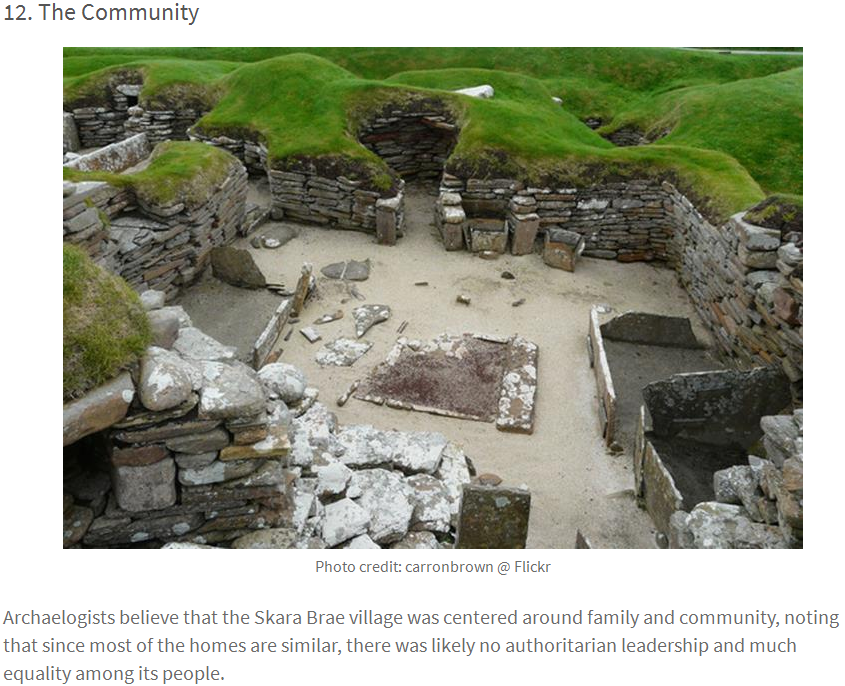 12. The Community
Photo credit: carronbrown @ Flickr
Archaelogists believe that the Skara Brae village was centered around family and community, noting
that since most of the homes are similar, there was likely no authoritarian leadership and much
equality among its people.